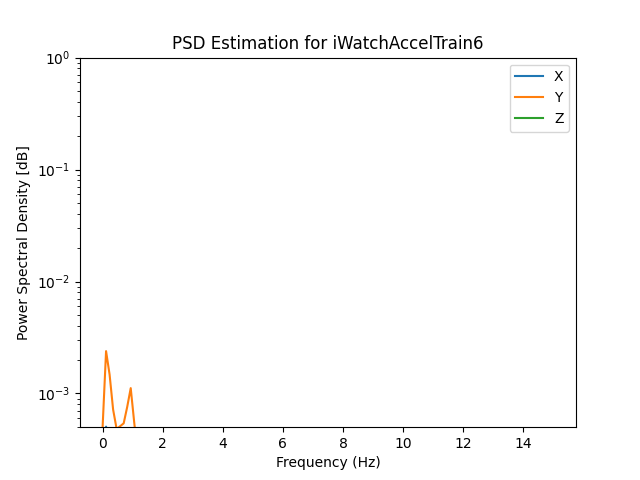 PSD Estimation for iWatchAccelTrain6
Power Spectral Density [dB]
10⁰
10⁻¹
10⁻²
10⁻³
X
Y
Z
0 2 4 6 8 10 12 14
Frequency (Hz)